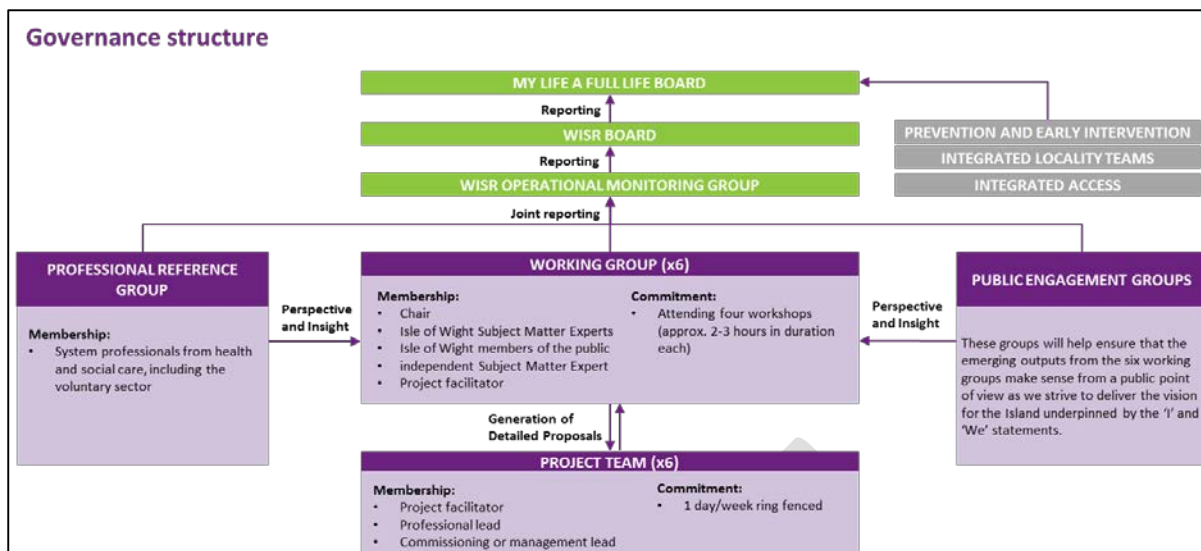 Governance structure
MY LIFE A FULL LIFE BOARD
Reporting
WISR BOARD
Reporting
WISR OPERATIONAL MONITORING GROUP
Joint reporting
PREVENTION AND EARLY INTERVENTION
INTEGRATED LOCALITY TEAMS
INTEGRATED ACCESS
PROFESSIONAL REFERENCE
GROUP
Membership:
• System professionals from health
and social care, including the
voluntary sector
Perspective
and Insight
WORKING GROUP (x6)
Membership:
• Chair
• Isle of Wight Subject Matter Experts
• Isle of Wight members of the public
• independent Subject Matter Expert
• Project facilitator
Commitment:
• Attending four workshops
(approx. 2-3 hours in duration
each)
Perspective
and Insight
PUBLIC ENGAGEMENT GROUPS
These groups will help ensure that the
emerging outputs from the six working
groups make sense from a public point
of view as we strive to deliver the vision
for the Island underpinned by the ‘I’ and
‘We’ statements.
Generation of
Detailed Proposals
PROJECT TEAM (x6)
Membership:
• Project facilitator
• Professional lead
• Commissioning or management lead
Commitment:
• 1 day/week ring fenced